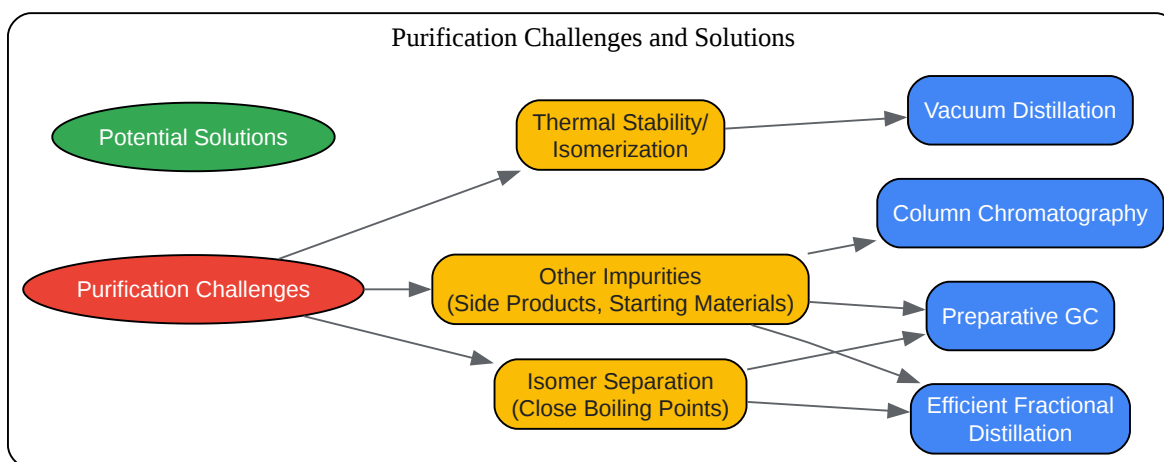 Purification Challenges and Solutions
Potential Solutions
Purification Challenges
Thermal Stability/
Isomerization
Other Impurities
(Side Products, Starting Materials)
Isomer Separation
(Close Boiling Points)
Vacuum Distillation
Column Chromatography
Preparative GC
Efficient Fractional
Distillation